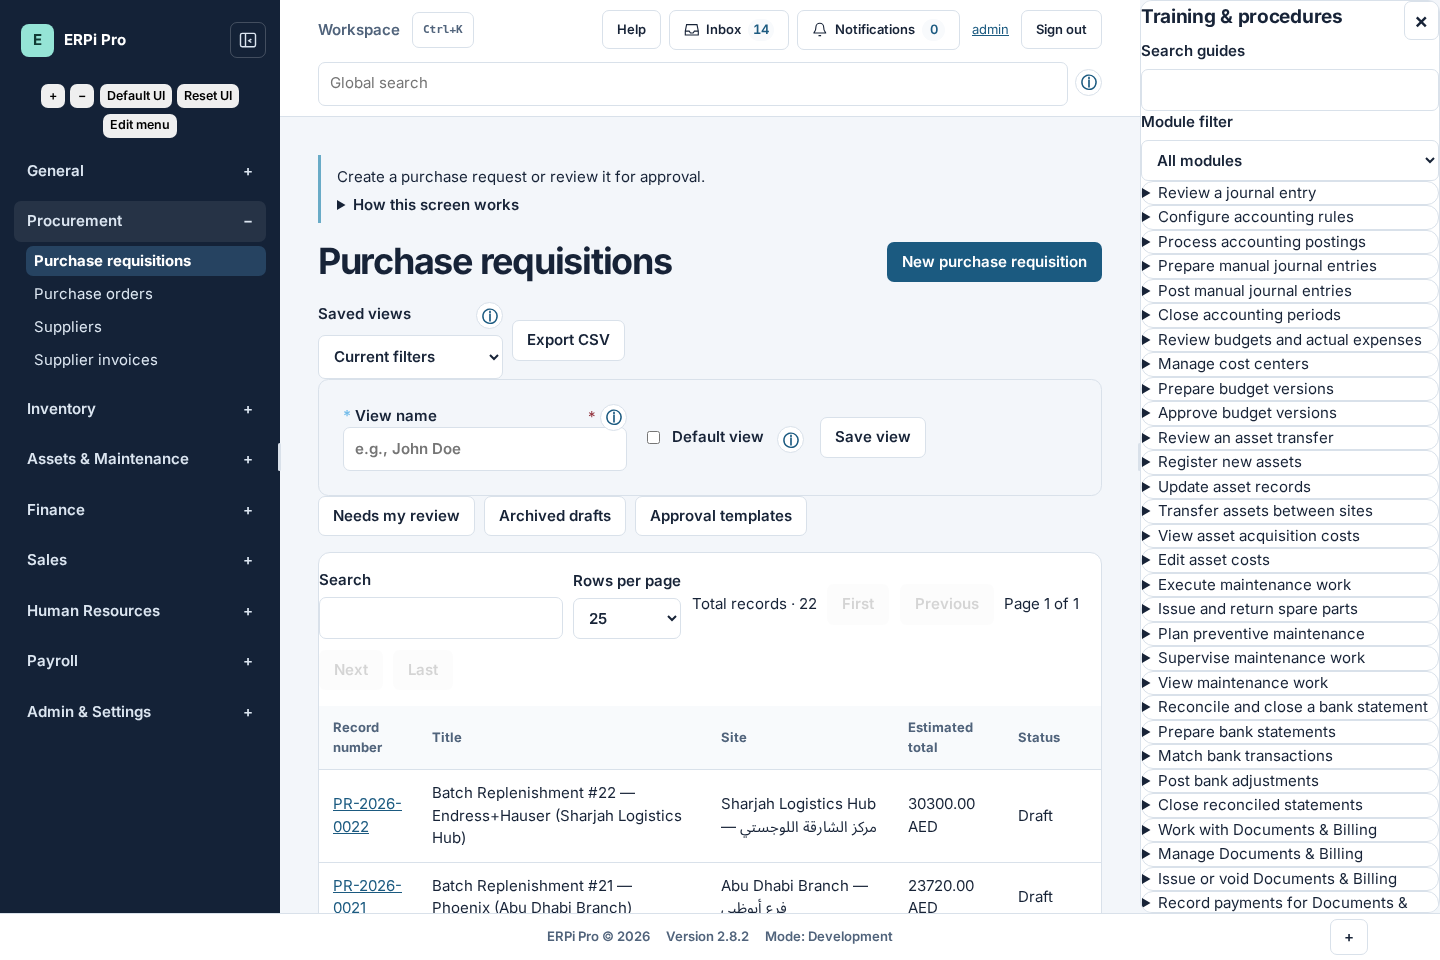 E ERPi Pro
+ − Default UI Reset UI
Edit menu
General +
Procurement −
Purchase requisitions
Purchase orders
Suppliers
Supplier invoices
Inventory +
Assets & Maintenance +
Finance +
Sales +
Human Resources +
Payroll +
Admin & Settings +
Workspace Ctrl+K Help Inbox 14 Notifications 0 admin Sign out
Global search ⓘ
Create a purchase request or review it for approval.
▶ How this screen works
Purchase requisitions New purchase requisition
Saved views ⓘ
Current filters Export CSV
* View name * ⓘ
e.g., John Doe Default view ⓘ Save view
Needs my review Archived drafts Approval templates
Search Rows per page
25 Total records · 22 First Previous Page 1 of 1
Next Last
Record number Title Site Estimated total Status
PR-2026-
0022
Batch Replenishment #22 —
Endress+Hauser (Sharjah Logistics
Hub)
Sharjah Logistics Hub
— مركز الشارقة اللوجستي
30300.00
AED
Draft
PR-2026-
0021
Batch Replenishment #21 —
Phoenix (Abu Dhabi Branch)
Abu Dhabi Branch —
فرع أبوظبي
23720.00
AED
Draft
Training & procedures ×
Search guides
Module filter
All modules
▶ Review a journal entry
▶ Configure accounting rules
▶ Process accounting postings
▶ Prepare manual journal entries
▶ Post manual journal entries
▶ Close accounting periods
▶ Review budgets and actual expenses
▶ Manage cost centers
▶ Prepare budget versions
▶ Approve budget versions
▶ Review an asset transfer
▶ Register new assets
▶ Update asset records
▶ Transfer assets between sites
▶ View asset acquisition costs
▶ Edit asset costs
▶ Execute maintenance work
▶ Issue and return spare parts
▶ Plan preventive maintenance
▶ Supervise maintenance work
▶ View maintenance work
▶ Reconcile and close a bank statement
▶ Prepare bank statements
▶ Match bank transactions
▶ Post bank adjustments
▶ Close reconciled statements
▶ Work with Documents & Billing
▶ Manage Documents & Billing
▶ Issue or void Documents & Billing
▶ Record payments for Documents &
ERPi Pro © 2026 Version 2.8.2 Mode: Development +